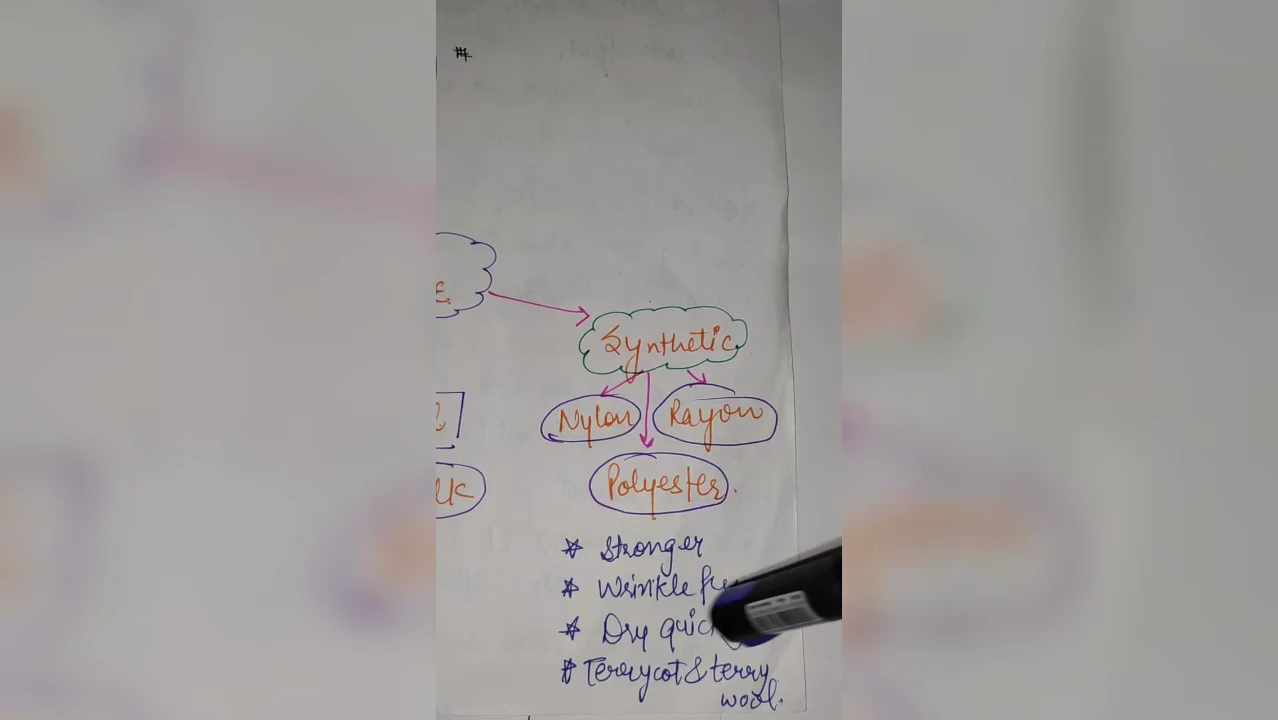 Synthetic
Nylon
Rayon
Polyester.
* Stronger
* Wrinkle
* Dry
* Terrycot & terry
wool.